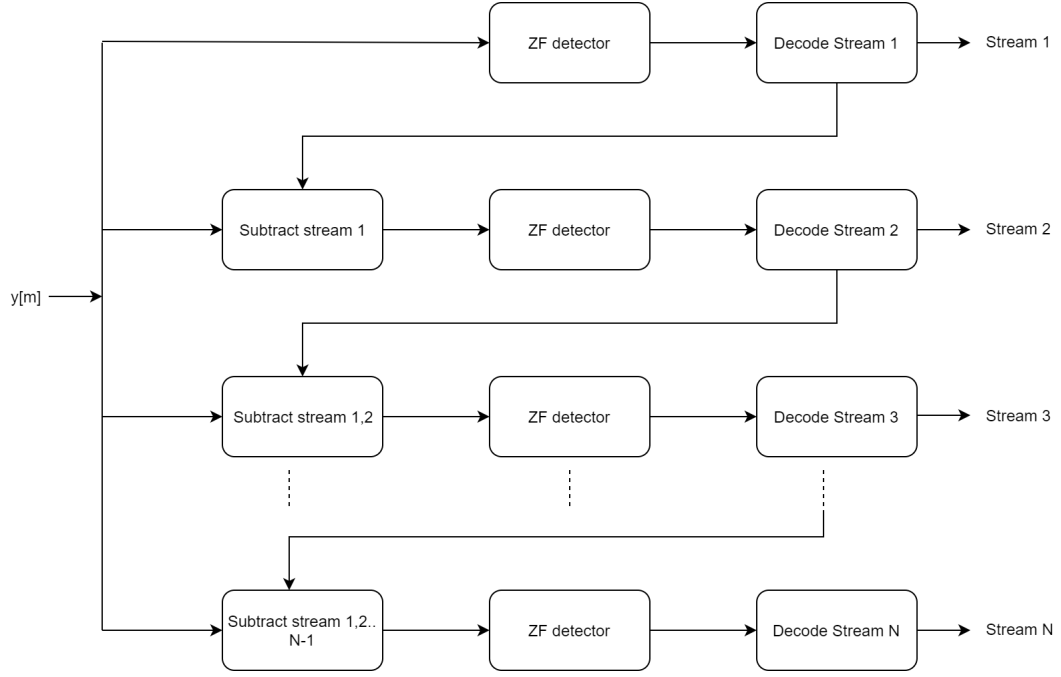 ZF detector
Decode Stream 1
Stream 1
Subtract stream 1
ZF detector
Decode Stream 2
Stream 2
y[m]
Subtract stream 1,2
ZF detector
Decode Stream 3
Stream 3
Subtract stream 1,2..
N-1
ZF detector
Decode Stream N
Stream N